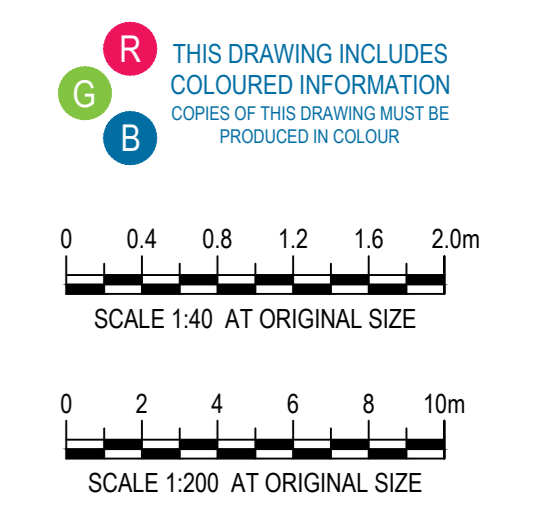 R
G
B
THIS DRAWING INCLUDES
COLOURED INFORMATION
COPIES OF THIS DRAWING MUST BE
PRODUCED IN COLOUR
0 0.4 0.8 1.2 1.6 2.0m
SCALE 1:40 AT ORIGINAL SIZE
0 2 4 6 8 10m
SCALE 1:200 AT ORIGINAL SIZE